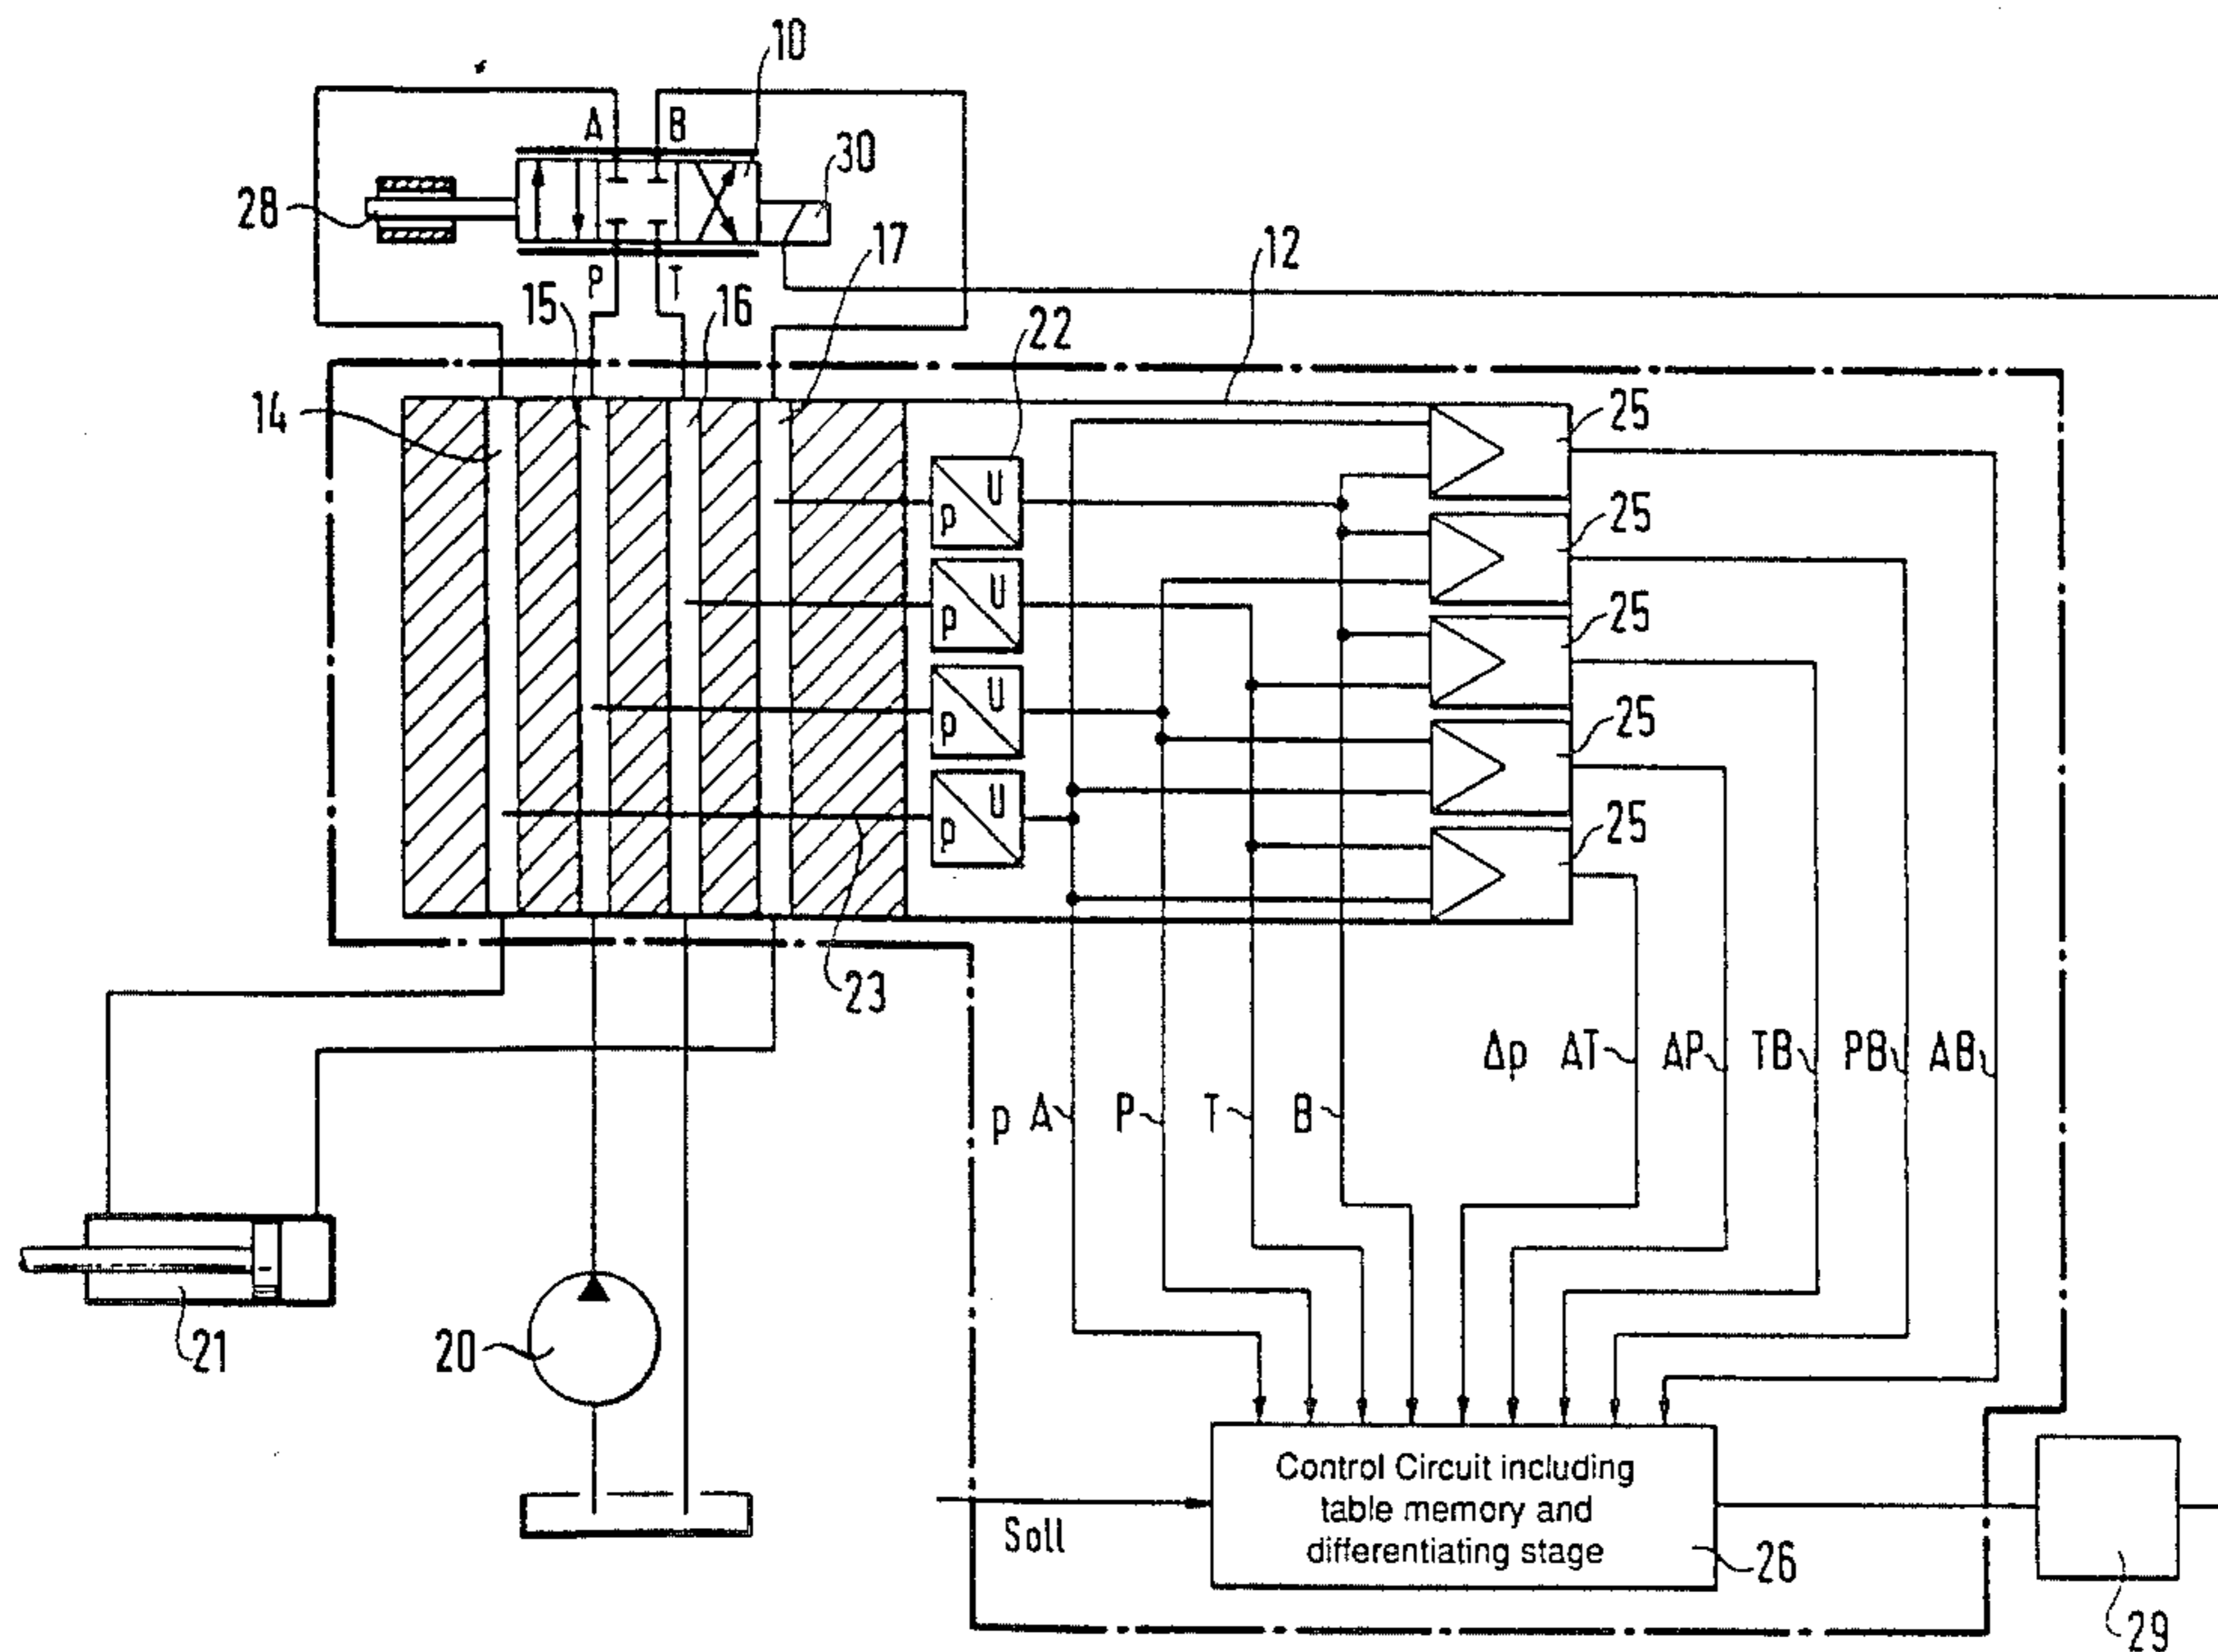 10
A B
30
28
P T
17
12
15
16
22
14
25
U
p
25
U
p
25
U
p
25
U
p
25
23
Δp AT AP TB PB AB
p A P T B
21
20
Control Circuit including
table memory and
differentiating stage
Soll
26
29